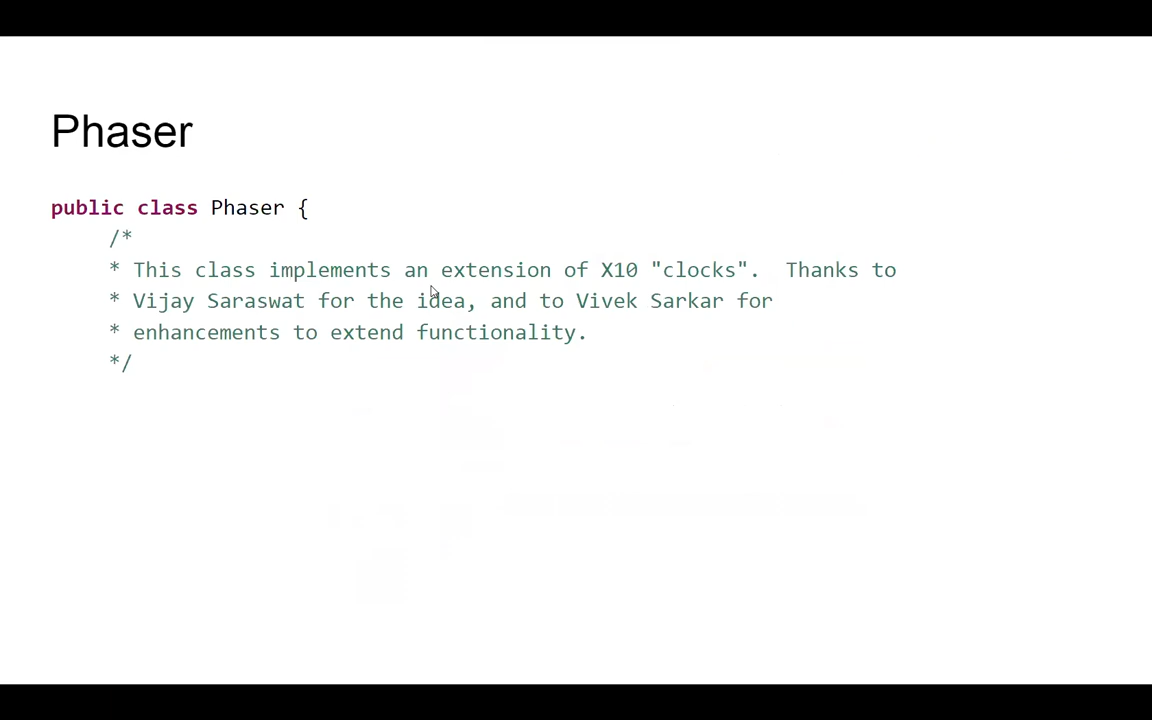 Phaser
public class Phaser {
/*
* This class implements an extension of X10 "clocks".  Thanks to
* Vijay Saraswat for the idea, and to Vivek Sarkar for
* enhancements to extend functionality.
*/